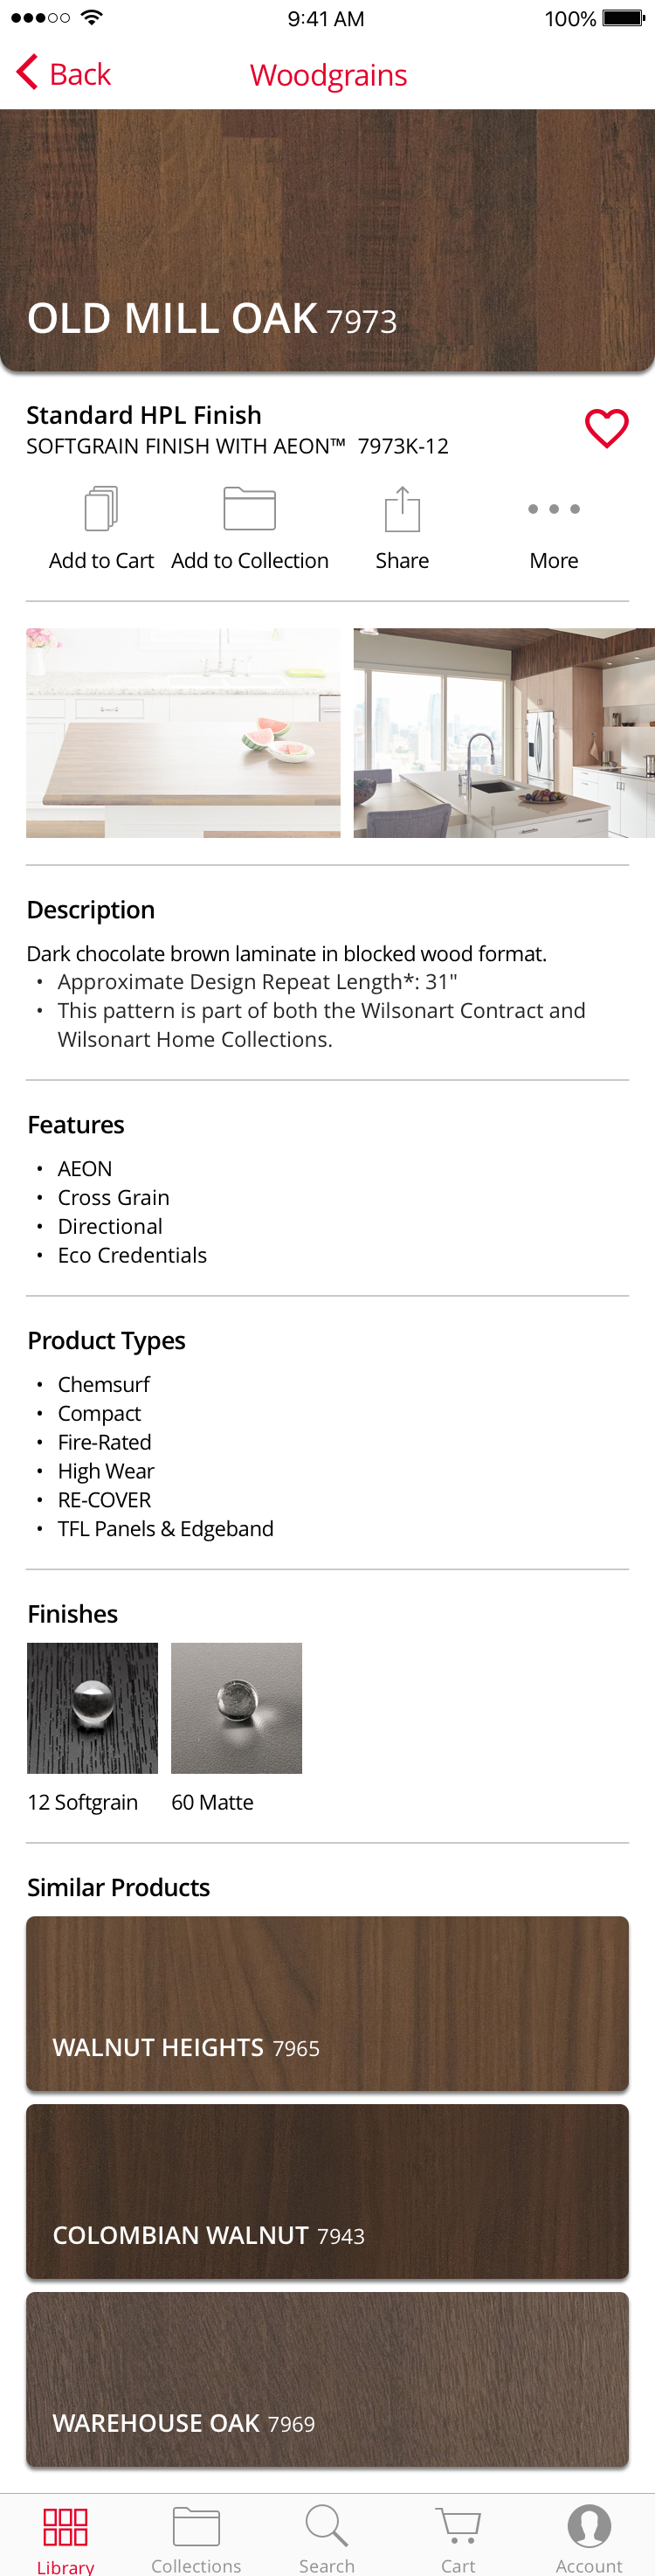 9:41 AM 100%
Back Woodgrains
OLD MILL OAK 7973
Standard HPL Finish
SOFTGRAIN FINISH WITH AEON™ 7973K-12
Add to Cart Add to Collection Share More
Description
Dark chocolate brown laminate in blocked wood format.
• Approximate Design Repeat Length*: 31"
• This pattern is part of both the Wilsonart Contract and
Wilsonart Home Collections.
Features
• AEON
• Cross Grain
• Directional
• Eco Credentials
Product Types
• Chemsurf
• Compact
• Fire-Rated
• High Wear
• RE-COVER
• TFL Panels & Edgeband
Finishes
12 Softgrain 60 Matte
Similar Products
WALNUT HEIGHTS 7965
COLOMBIAN WALNUT 7943
WAREHOUSE OAK 7969
Library Collections Search Cart Account